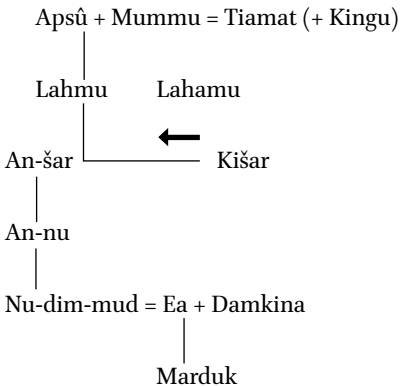 Apsû + Mummu = Tiamat (+ Kingu)
Lahmu Lahamu
An-šar Kišar
An-nu
Nu-dim-mud = Ea + Damkina
Marduk